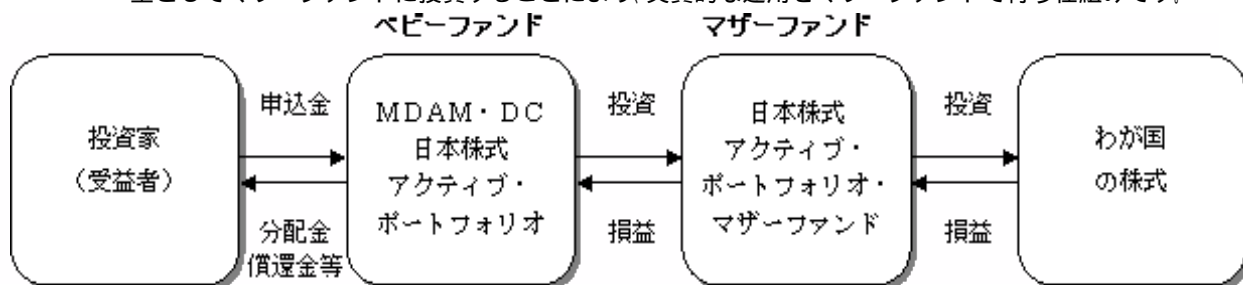 主としてマザーファンドに投資することにより、実質的な運用をマザーファンドで行う仕組みです。
ベビーファンド
マザーファンド
投資家
（受益者）
申込金
分配金
償還金等
ＭＤＡＭ・ＤＣ
日本株式
アクティブ・
ポートフォリオ
投資
損益
日本株式
アクティブ・
ポートフォリオ・
マザーファンド
投資
損益
わが国
の株式